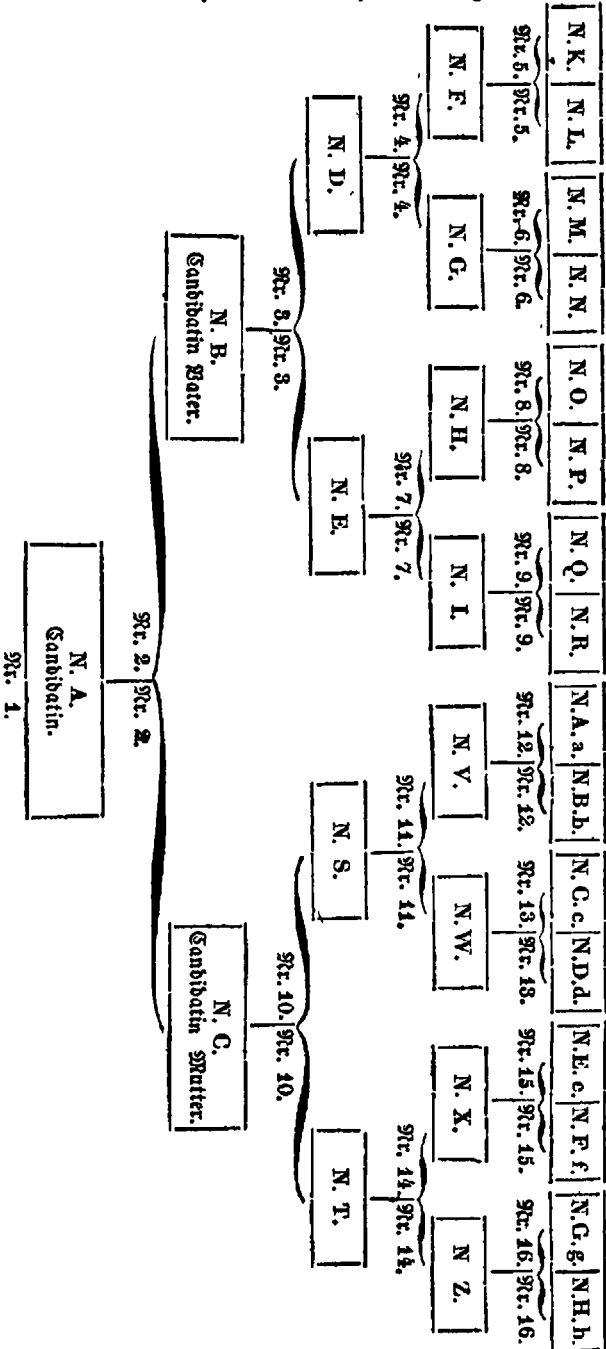 N. K. N. L. N. M. N. N. N. O. N. P. N. Q. N. R. N. A. a. N. B. b. N. C. c. N. D. d. N. E. e. N. F. f. N. G. g. N. H. h.
Nr. 5. Nr. 5. Nr. 6. Nr. 6. Nr. 8. Nr. 8. Nr. 9. Nr. 9. Nr. 12. Nr. 12. Nr. 13. Nr. 13. Nr. 15. Nr. 15. Nr. 16. Nr. 16.
N. F. N. G. N. H. N. I. N. V. N. W. N. X. N Z.
Nr. 4. Nr. 4. Nr. 7. Nr. 7. Nr. 11. Nr. 11. Nr. 14. Nr. 14.
N. D. N. E. N. S. N. T.
Nr. 3. Nr. 3. Nr. 10. Nr. 10.
N. B. N. C.
Candidatin Vater. Candidatin Mutter.
Nr. 2. Nr. 2.
N. A.
Candidatin.
Nr. 1.